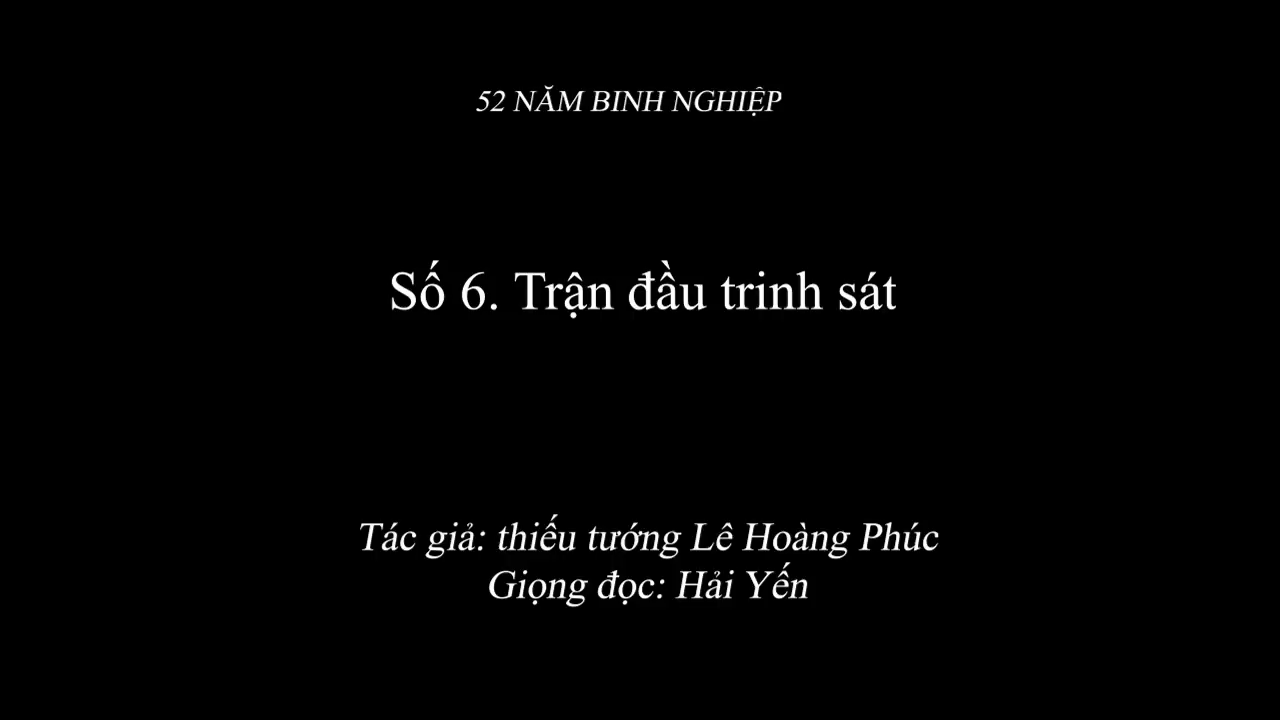 52 NĂM BINH NGHIỆP
Số 6. Trận đầu trinh sát
Tác giả: thiếu tướng Lê Hoàng Phúc
Giọng đọc: Hải Yến